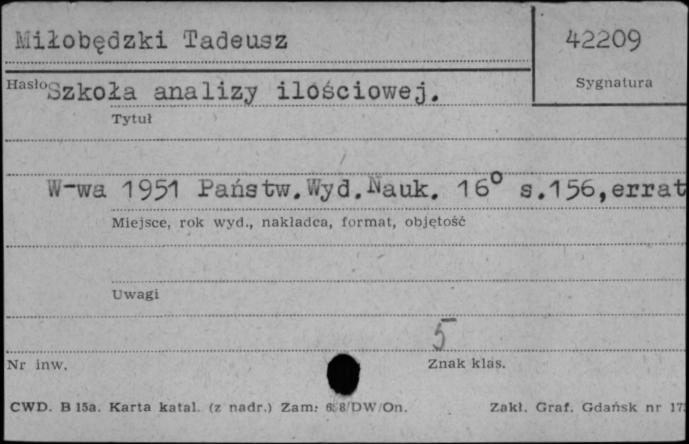 Miłobędzki Tadeusz
42209
Hasło
Sygnatura
Szkoła analizy ilościowej.
Tytuł
W-wa 1951 Państw.Wyd.Nauk. 16° s.156,errat
Miejsce, rok wyd., nakładca, format, objętość
Uwagi
5
Nr inw.
Znak klas.
CWD. B 15a. Karta katal. (z nadr.) Zam: /DW/On.
Zakł. Graf. Gdańsk nr